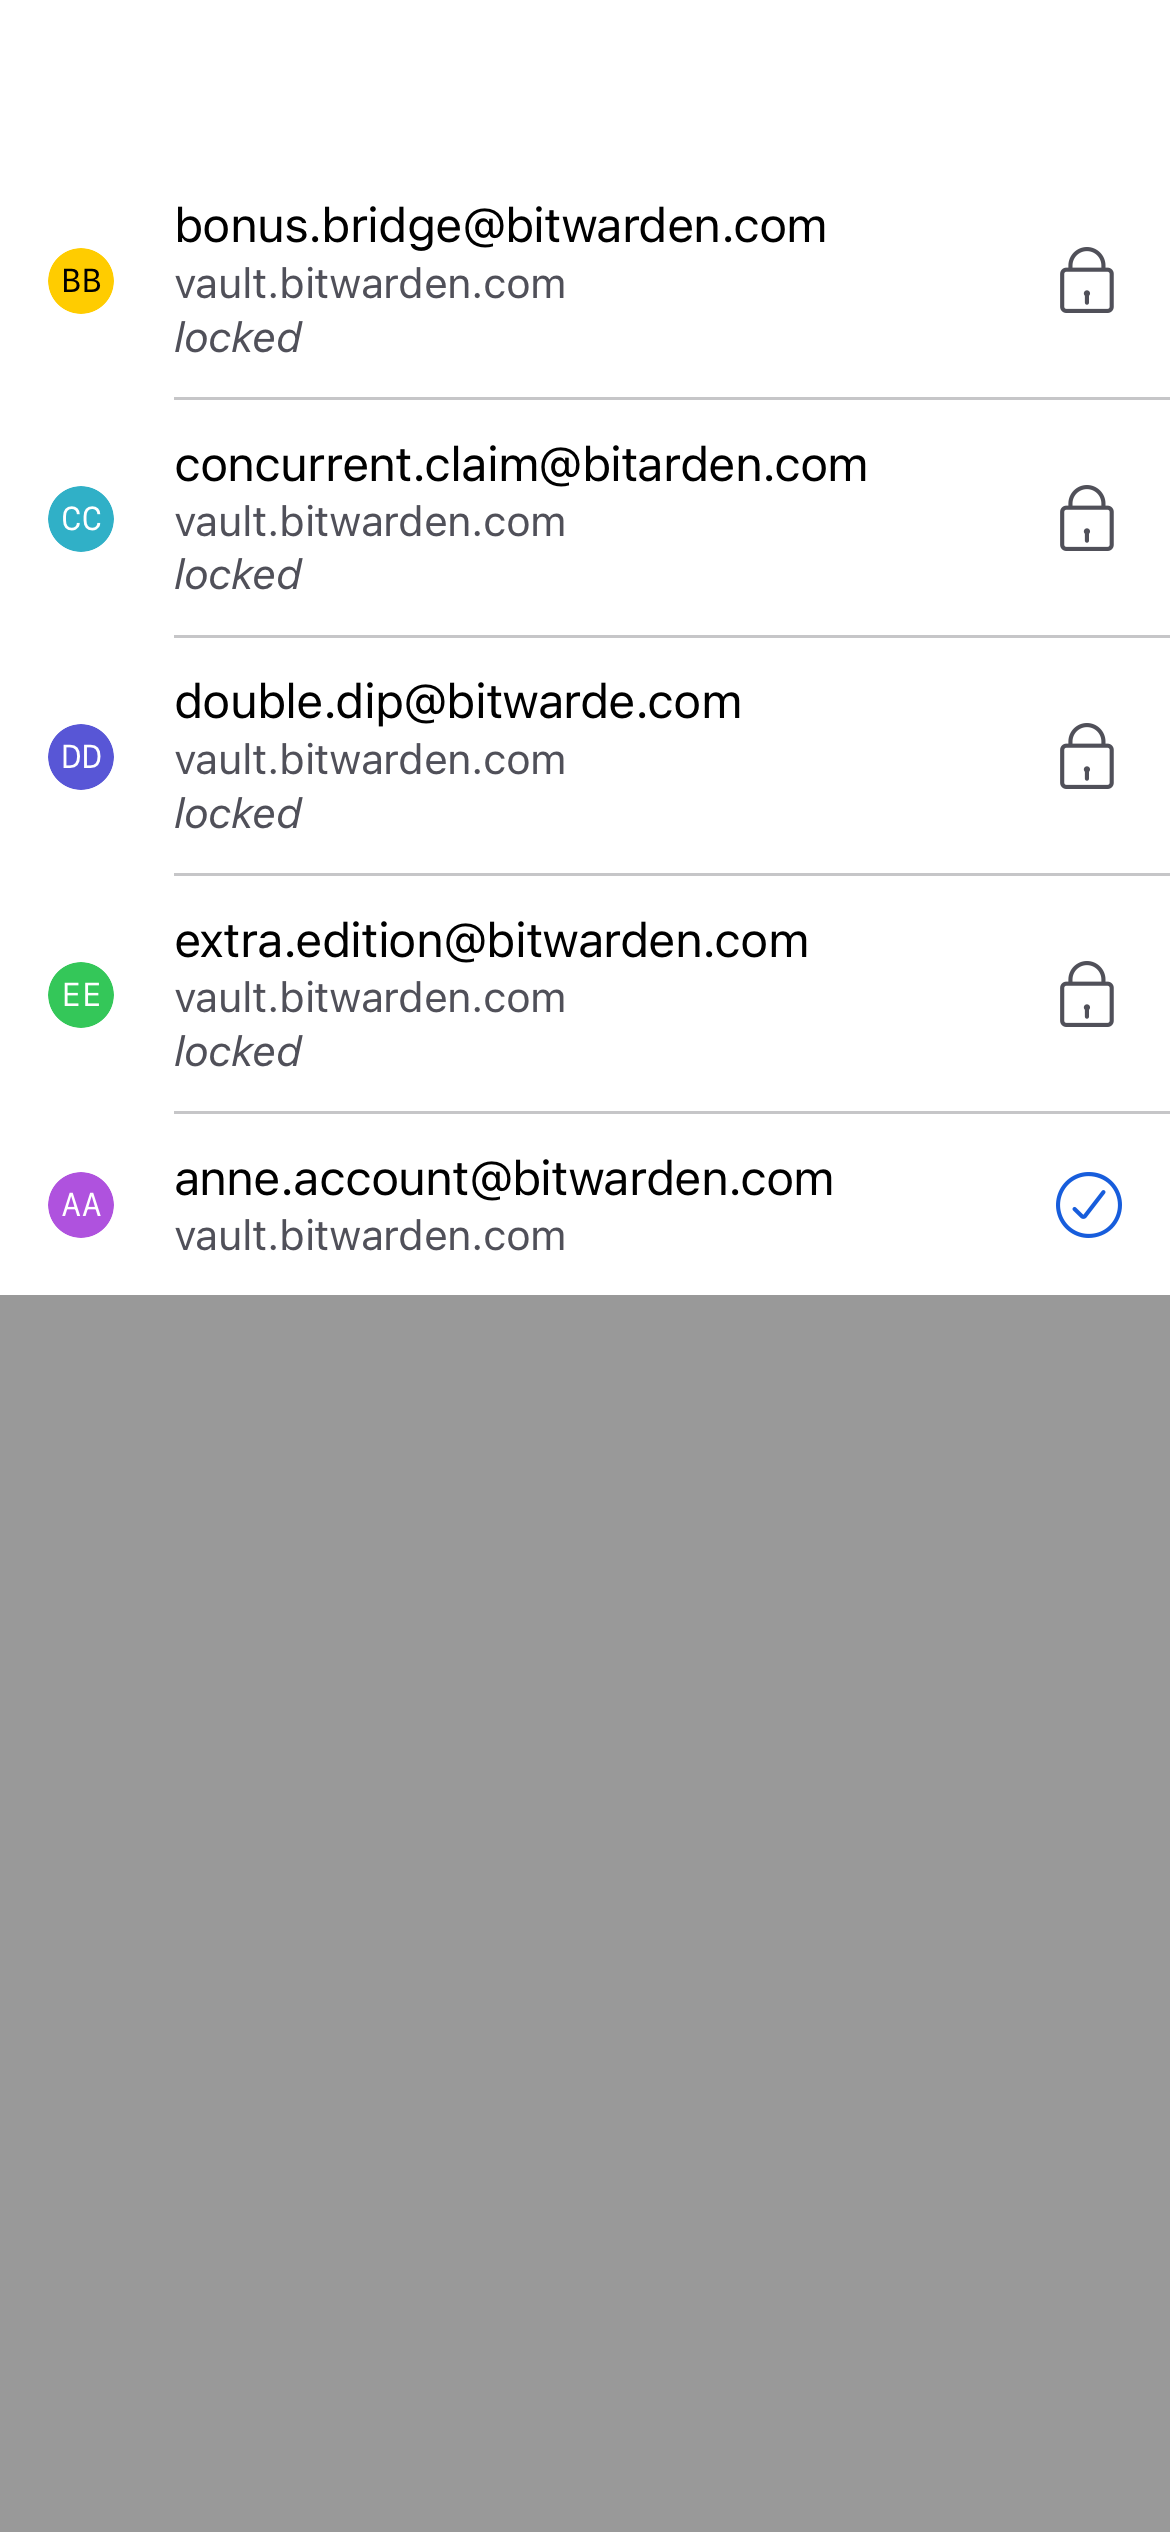 bonus.bridge@bitwarden.com
BB
vault.bitwarden.com
locked
concurrent.claim@bitarden.com
CC
vault.bitwarden.com
locked
double.dip@bitwarde.com
DD
vault.bitwarden.com
locked
extra.edition@bitwarden.com
EE
vault.bitwarden.com
locked
anne.account@bitwarden.com
AA
vault.bitwarden.com